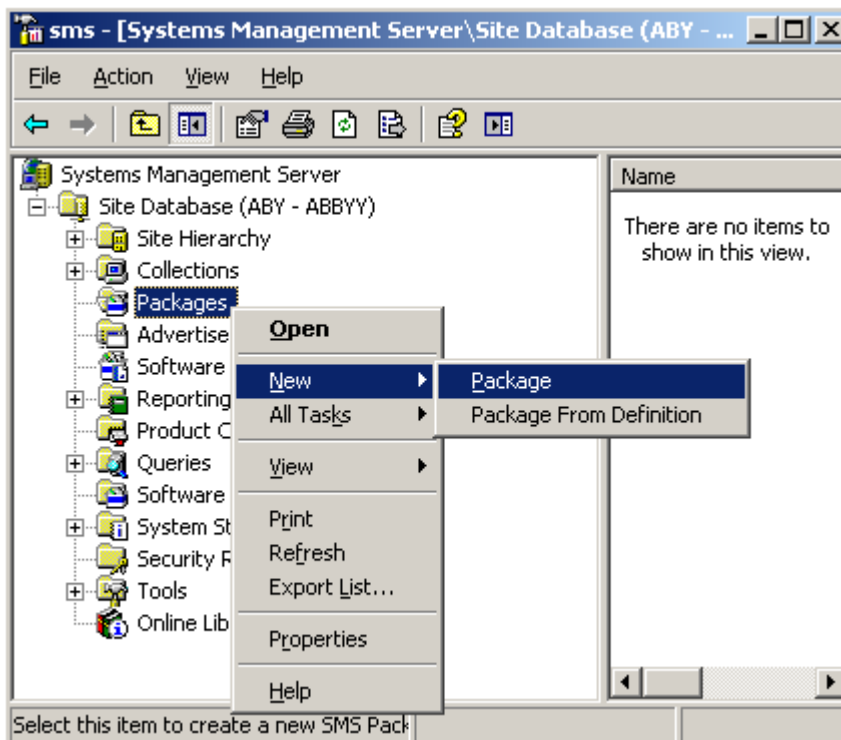 sms - [Systems Management Server\Site Database (ABY - ...
File Action View Help
Systems Management Server
Site Database (ABY - ABBYY)
Site Hierarchy
Collections
Packages
Advertise
Software
Reporting
Product C
Queries
Software
System St
Security R
Tools
Online Lib
Open
New
All Tasks
View
Print
Refresh
Export List...
Properties
Help
Package
Package From Definition
Name
There are no items to
show in this view.
Select this item to create a new SMS Pack